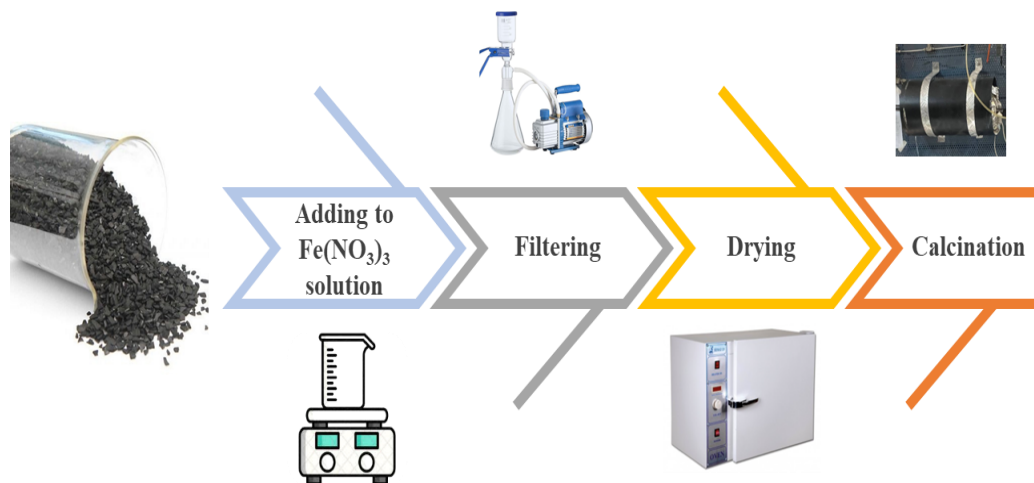 Adding to
Fe(NO₃)₃
solution
Filtering
Drying
Calcination